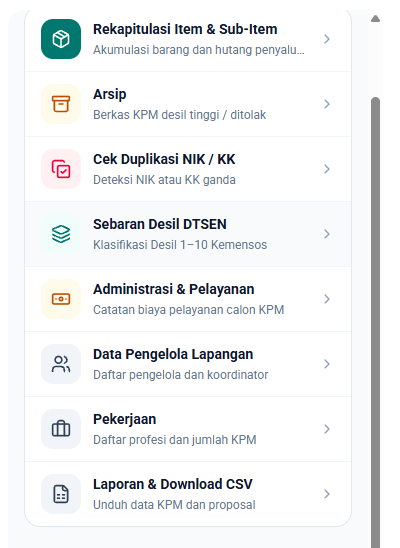 Rekapitulasi Item & Sub-Item
Akumulasi barang dan hutang penyalu...
Arsip
Berkas KPM desil tinggi / ditolak
Cek Duplikasi NIK / KK
Deteksi NIK atau KK ganda
Sebaran Desil DTSEN
Klasifikasi Desil 1–10 Kemensos
Administrasi & Pelayanan
Catatan biaya pelayanan calon KPM
Data Pengelola Lapangan
Daftar pengelola dan koordinator
Pekerjaan
Daftar profesi dan jumlah KPM
Laporan & Download CSV
Unduh data KPM dan proposal